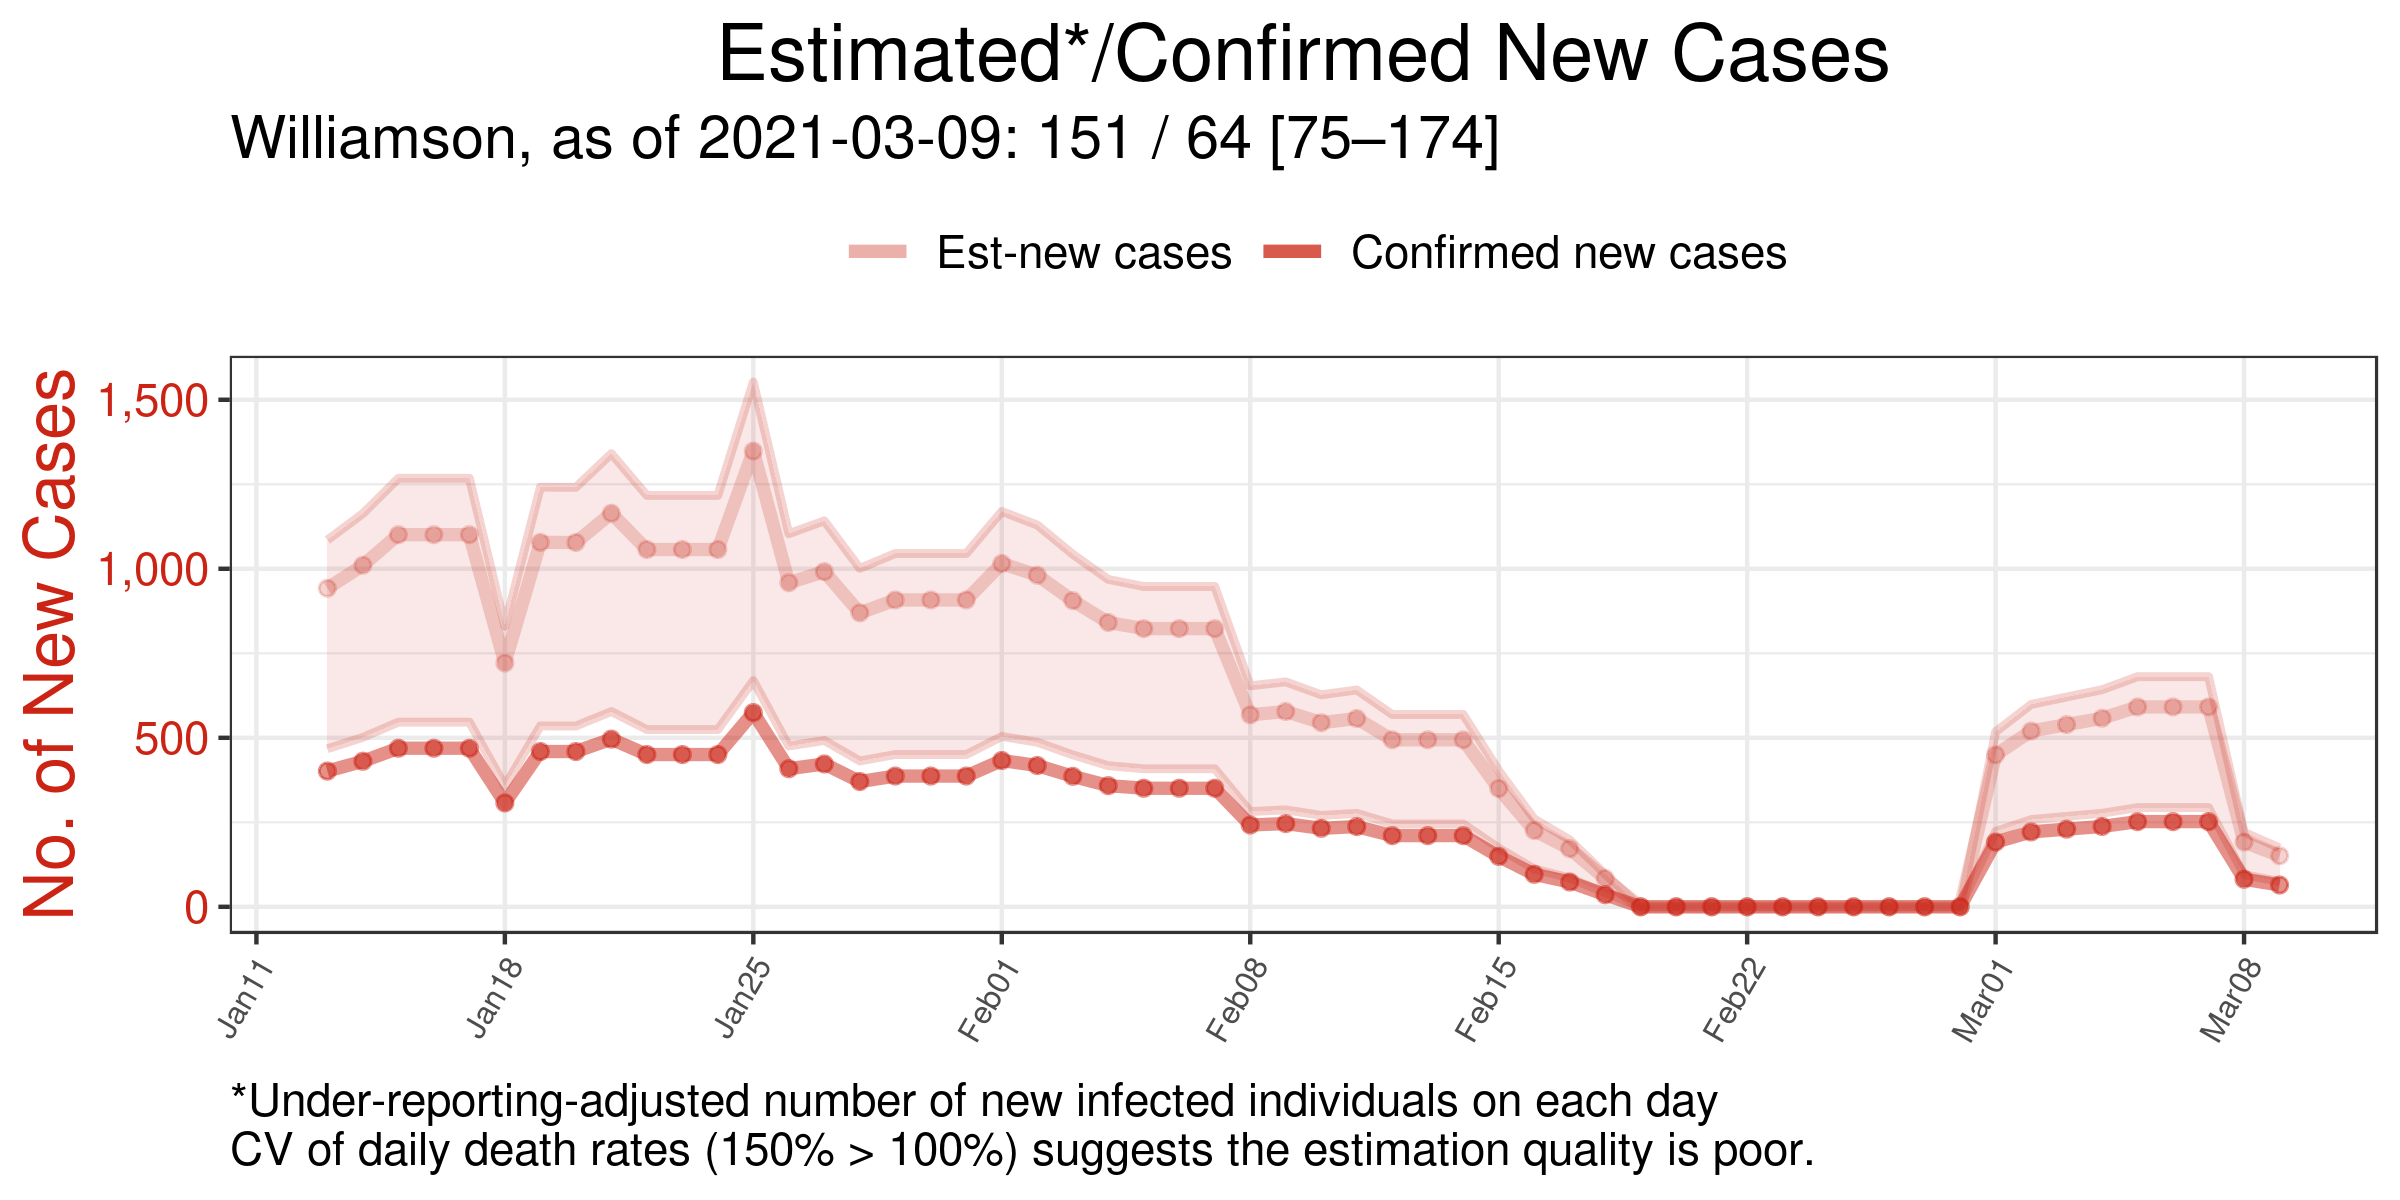 Estimated*/Confirmed New Cases
Williamson, as of 2021-03-09: 151 / 64 [75–174]
Est-new cases
Confirmed new cases
No. of New Cases
1,500
1,000
500
0
Jan11
Jan18
Jan25
Feb01
Feb08
Feb15
Feb22
Mar01
Mar08
*Under-reporting-adjusted number of new infected individuals on each day
CV of daily death rates (150% > 100%) suggests the estimation quality is poor.